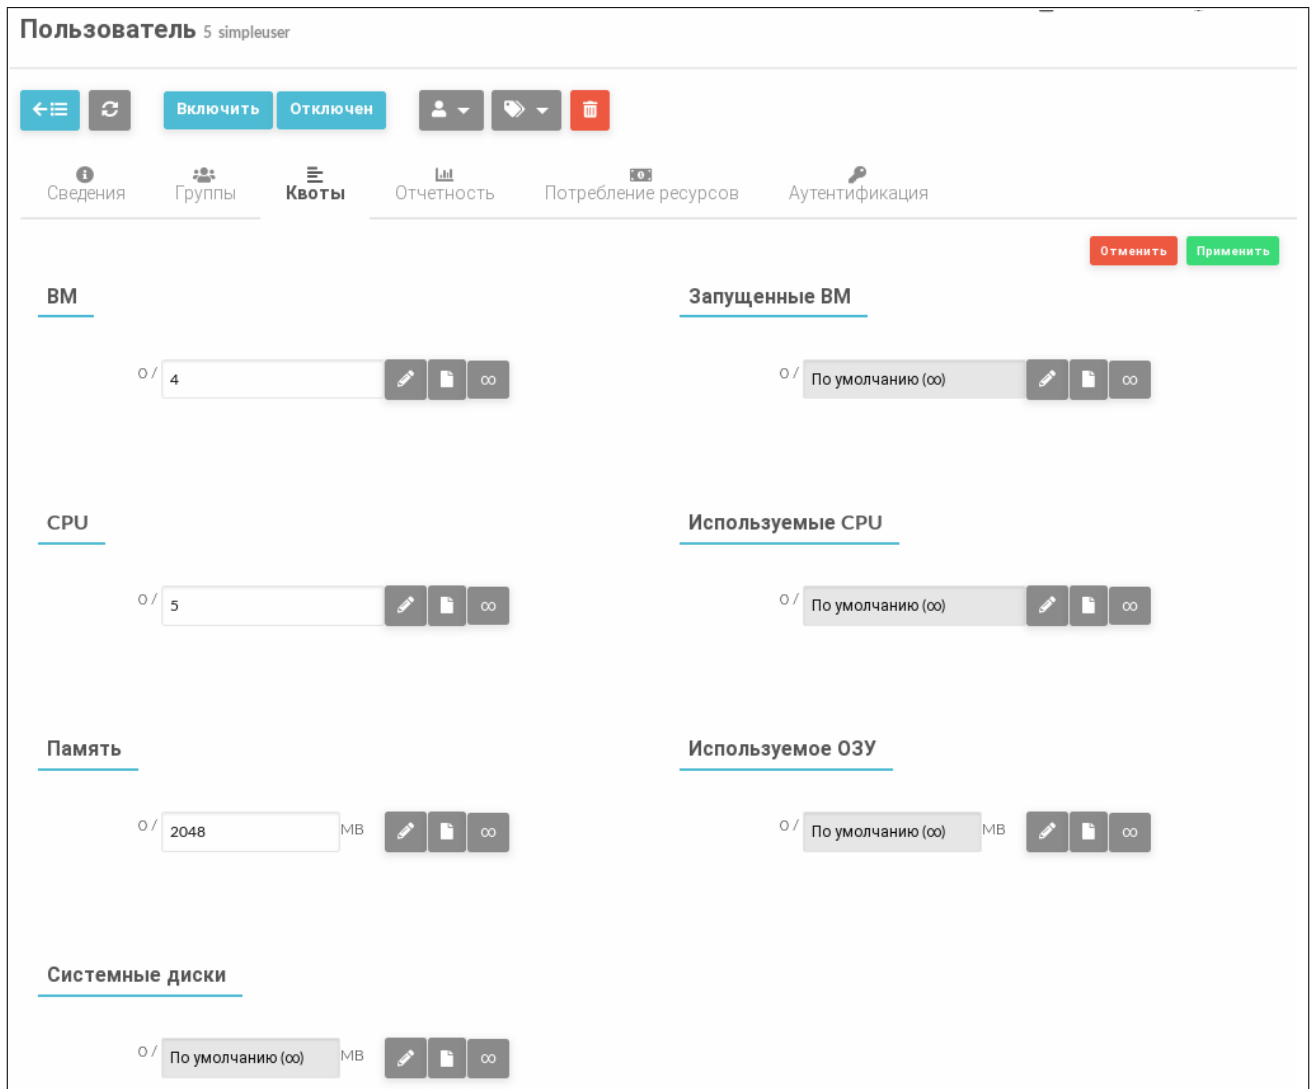 Пользователь 5 simpleuser
Включить Отключен
Сведения Группы Квоты Отчетность Потребление ресурсов Аутентификация
Отменить Применить
ВМ Запущенные ВМ
0 / 4 ∞ 0 / По умолчанию (∞) ∞
CPU Используемые CPU
0 / 5 ∞ 0 / По умолчанию (∞) ∞
Память Используемое ОЗУ
0 / 2048 MB ∞ 0 / По умолчанию (∞) MB ∞
Системные диски
0 / По умолчанию (∞) MB ∞